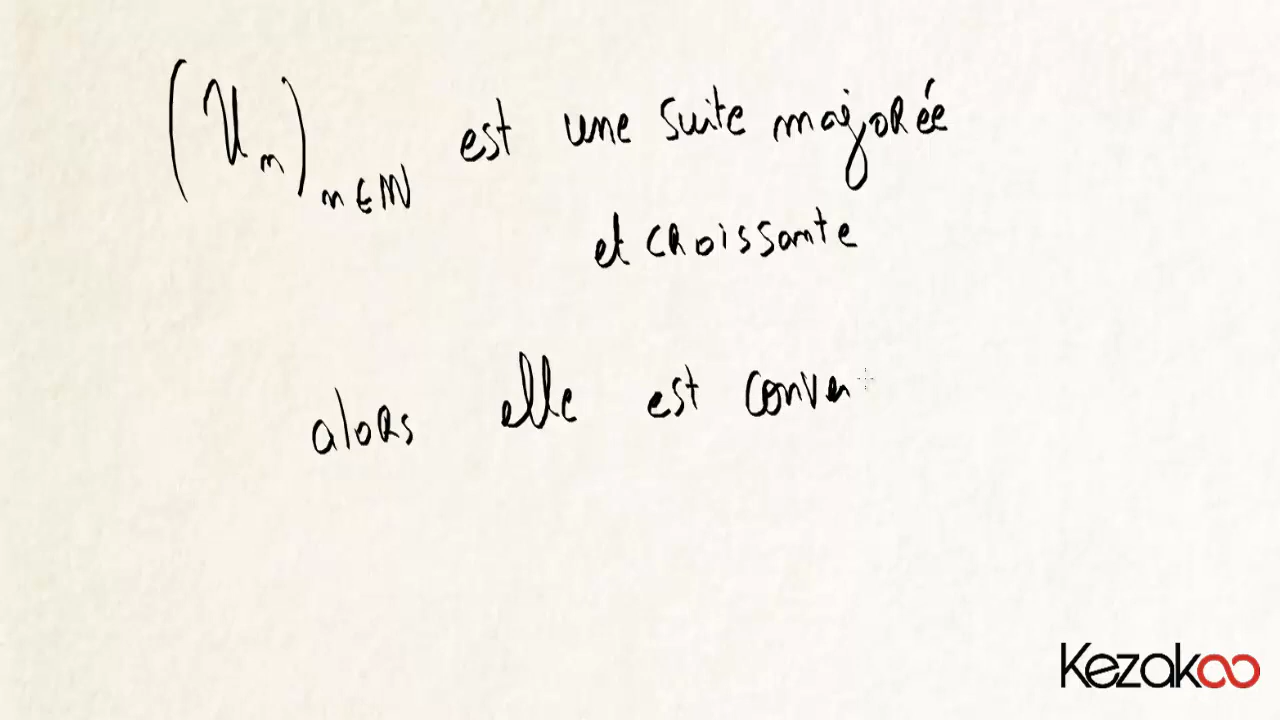 (Un)n∈ℕ est une suite majorée
et croissante
alors elle est conver
Kezakoo